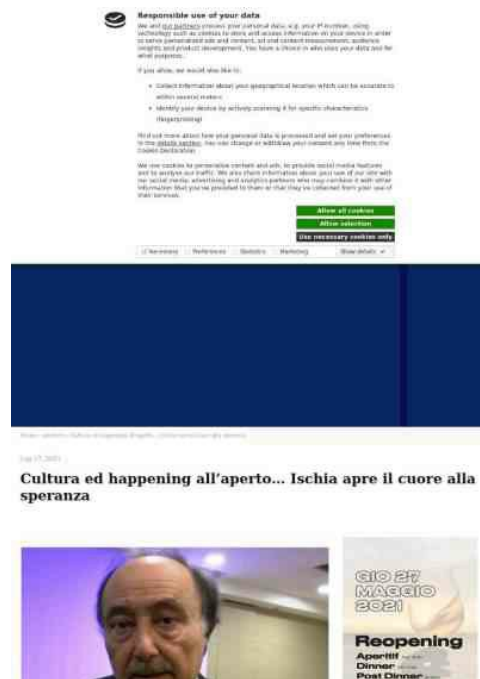 Responsible use of your data
We and our partners process your personal data, e.g. your IP-number, using
technology such as cookies to store and access information on your device in order
to serve personalized ads and content, ad and content measurement, audience
insights and product development. You have a choice in who uses your data and for
what purposes.
If you allow, we would also like to:
Collect information about your geographical location which can be accurate to
within several meters
Identify your device by actively scanning it for specific characteristics
(fingerprinting)
Find out more about how your personal data is processed and set your preferences
in the details section. You can change or withdraw your consent any time from the
Cookie Declaration.
We use cookies to personalise content and ads, to provide social media features
and to analyse our traffic. We also share information about your use of our site with
our social media, advertising and analytics partners who may combine it with other
information that you've provided to them or that they've collected from your use of
their services.
Allow all cookies
Allow selection
Use necessary cookies only
Necessary Preferences Statistics Marketing Show details
Cultura ed happening all'aperto... Ischia apre il cuore alla
speranza
GIO 27
MAGGIO
2021
Reopening
Aperitif
Dinner
Post Dinner